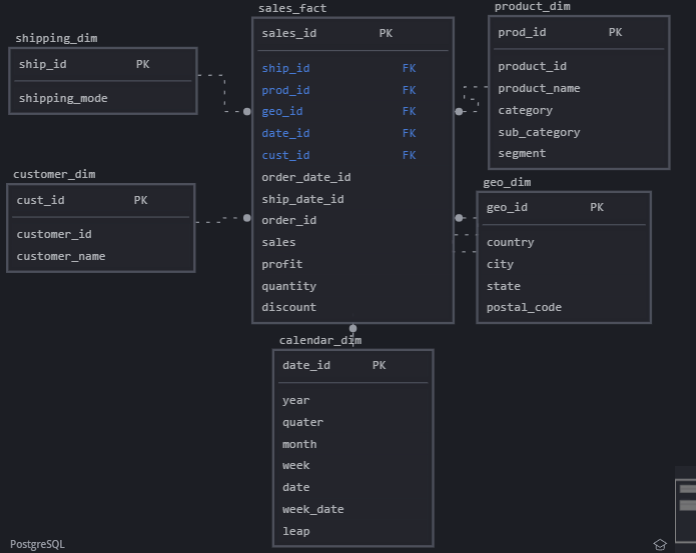 shipping_dim
ship_id PK
shipping_mode
customer_dim
cust_id PK
customer_id
customer_name
sales_fact
sales_id PK
ship_id FK
prod_id FK
geo_id FK
date_id FK
cust_id FK
order_date_id
ship_date_id
order_id
sales
profit
quantity
discount
product_dim
prod_id PK
product_id
product_name
category
sub_category
segment
geo_dim
geo_id PK
country
city
state
postal_code
calendar_dim
date_id PK
year
quater
month
week
date
week_date
leap
PostgreSQL